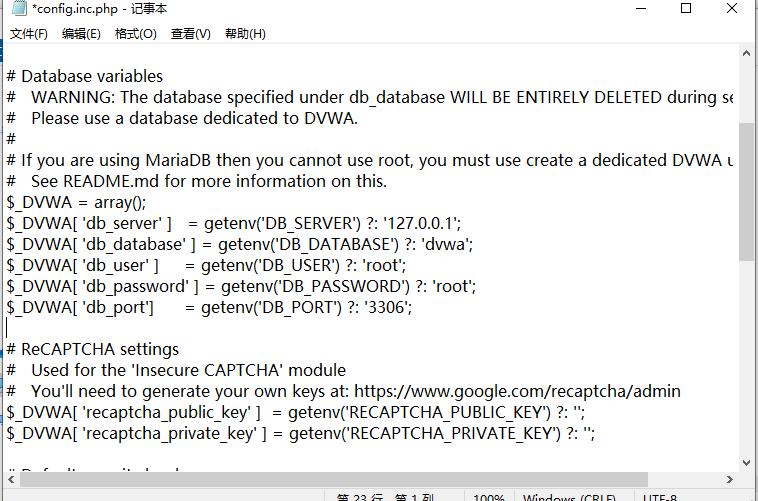 *config.inc.php - 记事本
文件(F) 编辑(E) 格式(O) 查看(V) 帮助(H)
# Database variables
#   WARNING: The database specified under db_database WILL BE ENTIRELY DELETED during
#   Please use a database dedicated to DVWA.
#
# If you are using MariaDB then you cannot use root, you must use create a dedicated DVWA
#   See README.md for more information on this.
$_DVWA = array();
$_DVWA[ 'db_server' ]   = getenv('DB_SERVER') ?: '127.0.0.1';
$_DVWA[ 'db_database' ] = getenv('DB_DATABASE') ?: 'dvwa';
$_DVWA[ 'db_user' ]     = getenv('DB_USER') ?: 'root';
$_DVWA[ 'db_password' ] = getenv('DB_PASSWORD') ?: 'root';
$_DVWA[ 'db_port']      = getenv('DB_PORT') ?: '3306';
# ReCAPTCHA settings
#   Used for the 'Insecure CAPTCHA' module
#   You'll need to generate your own keys at: https://www.google.com/recaptcha/admin
$_DVWA[ 'recaptcha_public_key' ]  = getenv('RECAPTCHA_PUBLIC_KEY') ?: '';
$_DVWA[ 'recaptcha_private_key' ] = getenv('RECAPTCHA_PRIVATE_KEY') ?: '';
第 23 行，第 1 列 100% Windows (CRLF) UTF-8